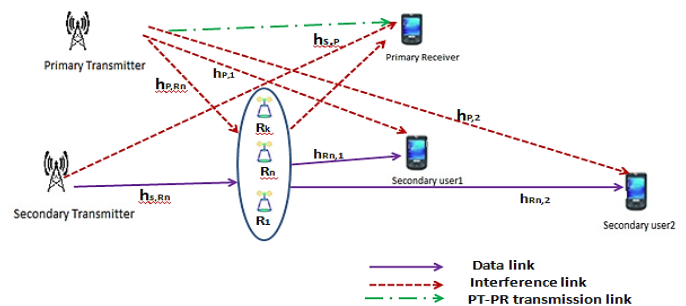 hS,P
Primary Transmitter
Primary Receiver
hP,1
hP,Rn
hP,2
Rk
hRn,1
Rn
Secondary user1
hS,Rn
hRn,2
Secondary Transmitter
R1
Secondary user2
Data link
Interference link
PT-PR transmission link